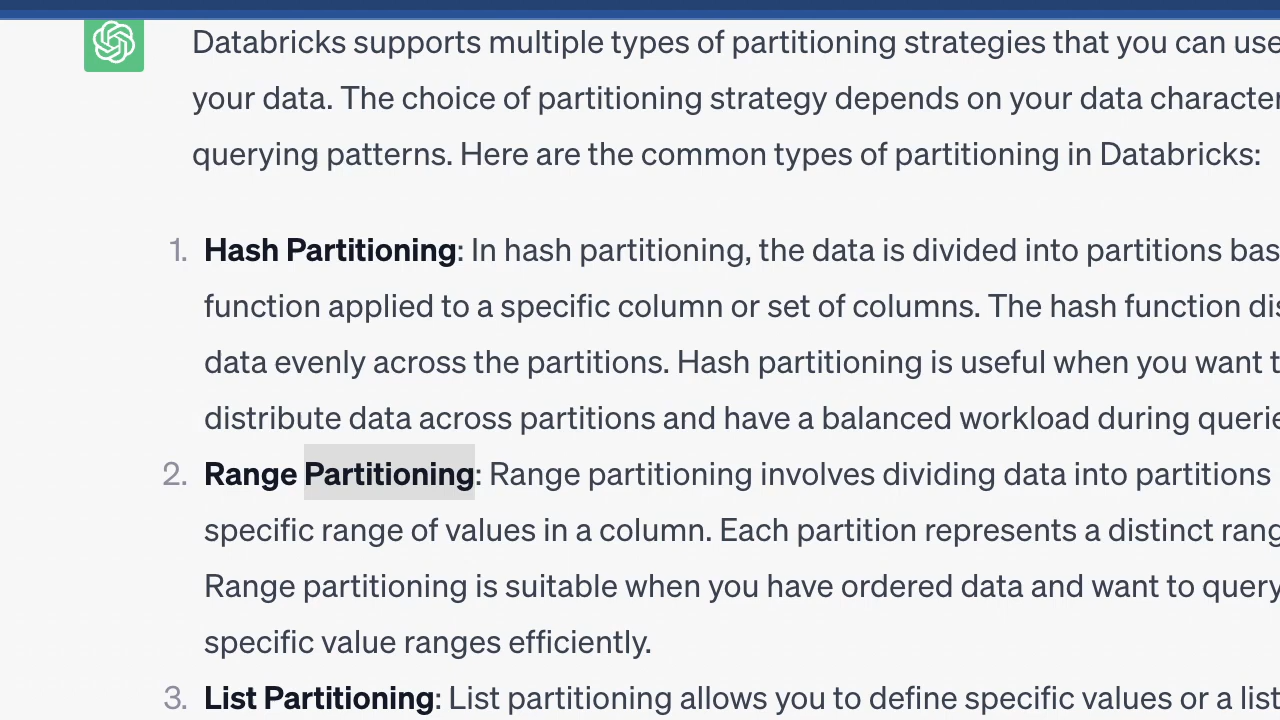 Databricks supports multiple types of partitioning strategies that you can use
your data. The choice of partitioning strategy depends on your data
querying patterns. Here are the common types of partitioning in Databricks:
1. Hash Partitioning: In hash partitioning, the data is divided into partitions
function applied to a specific column or set of columns. The hash function
data evenly across the partitions. Hash partitioning is useful when you want
distribute data across partitions and have a balanced workload during
2. Range Partitioning: Range partitioning involves dividing data into partitions
specific range of values in a column. Each partition represents a distinct
Range partitioning is suitable when you have ordered data and want to query
specific value ranges efficiently.
3. List Partitioning: List partitioning allows you to define specific values or a list